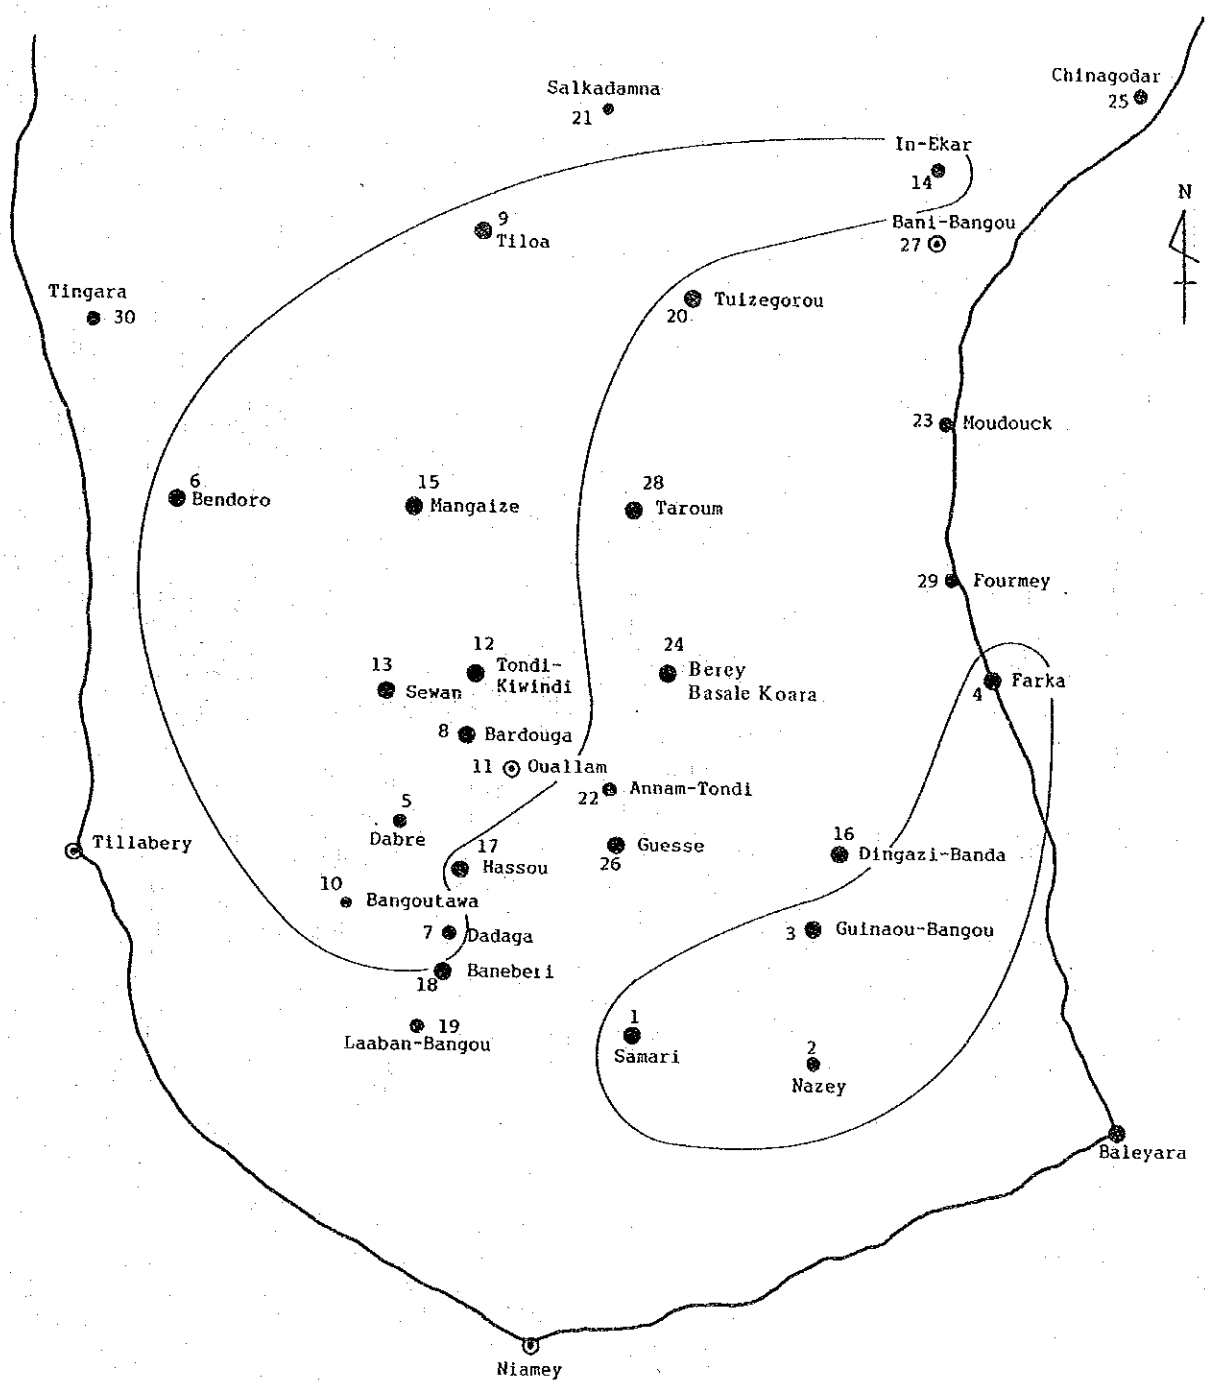 Chinagodar
25
Salkadamna
21
In-Ekar
14
N
9
Tiloa
Bani-Bangou
27
Tingara
30
Tuizegorou
20
23 Moudouck
6
Bendoro
15
Mangaize
28
Taroum
29 Fourmey
12
Tondi-
Kiwindi
13
Sewan
24
Berey
Basale Koara
Farka
4
8 Bardouga
11 Ouallam
22 Annam-Tondi
5
Dabre
Tillabery
17
Hassou
Guesse
26
16
Dingazi-Banda
10
Bangoutawa
7 Dadaga
3 Guinaou-Bangou
Baneberi
18
19
Laaban-Bangou
1
Samari
2
Nazey
Baleyara
Niamey